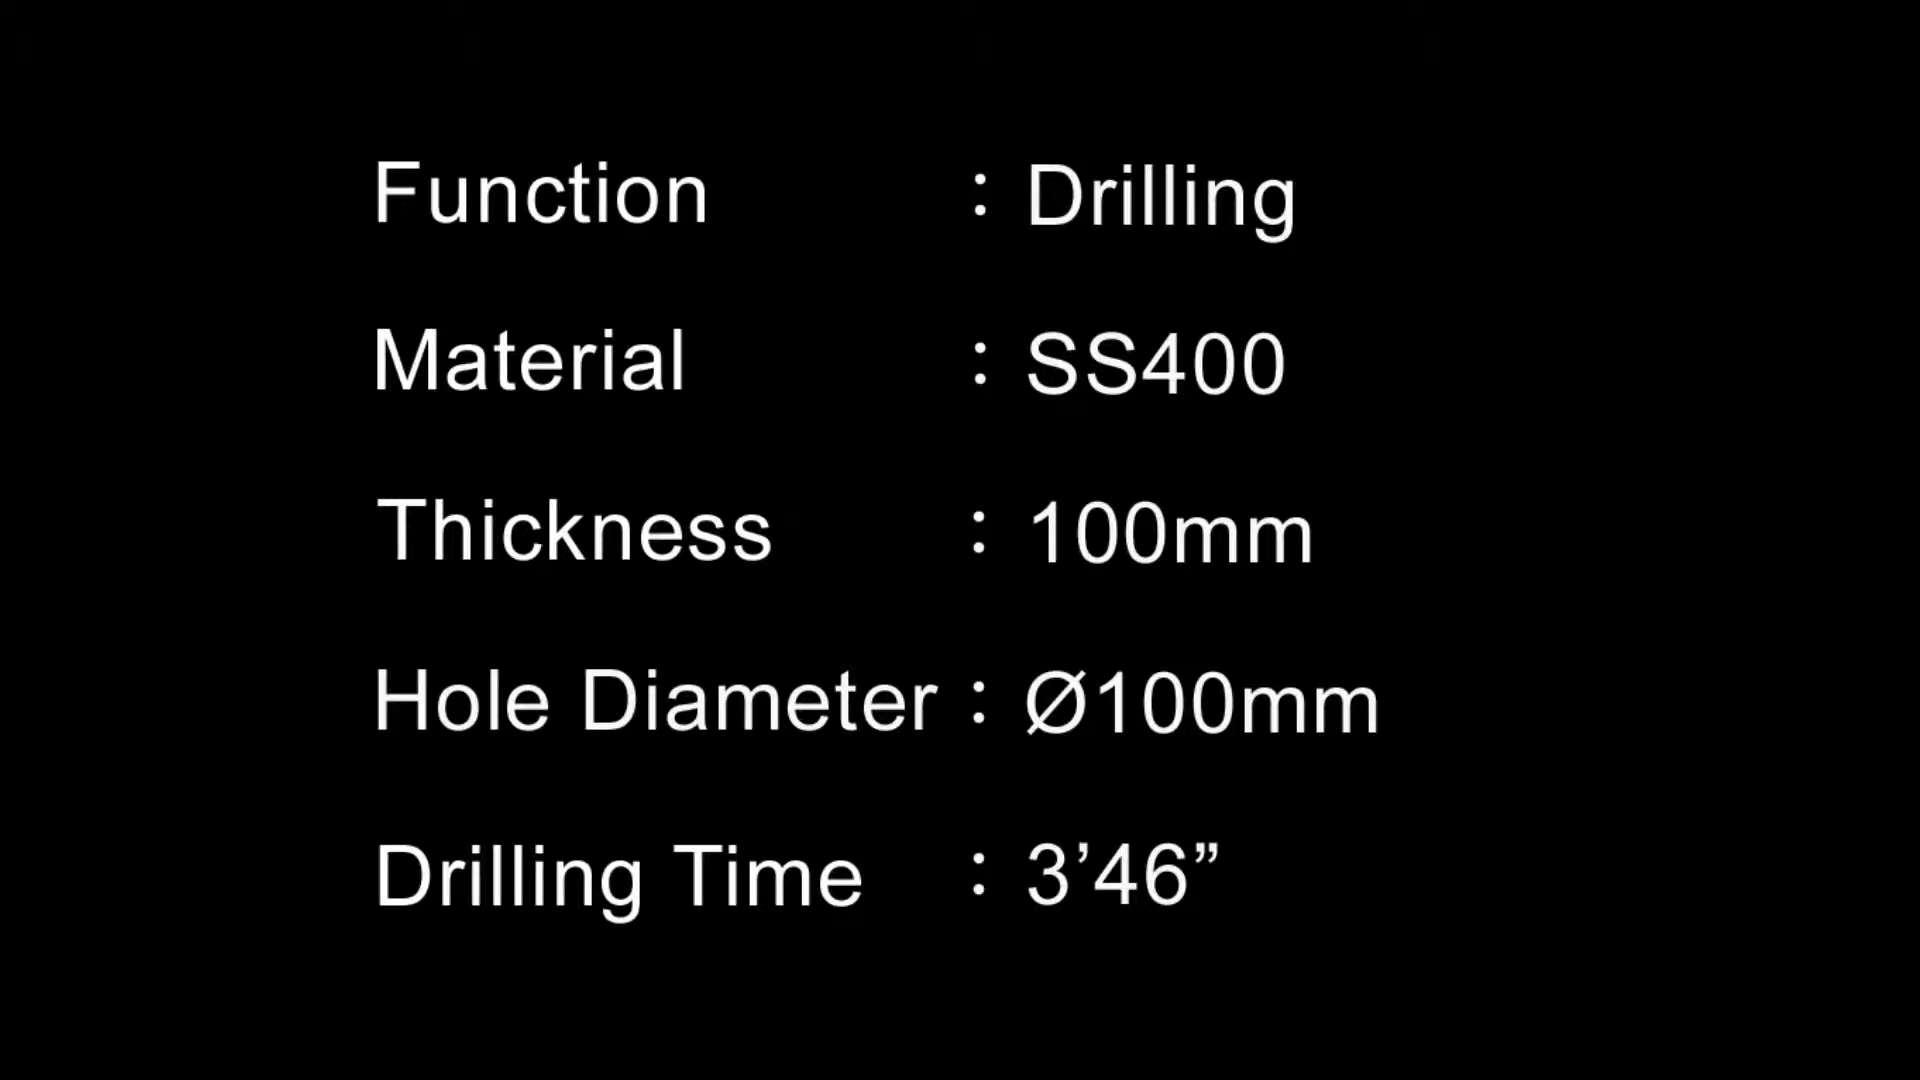 Function : Drilling
Material : SS400
Thickness : 100mm
Hole Diameter : Ø100mm
Drilling Time : 3’46”